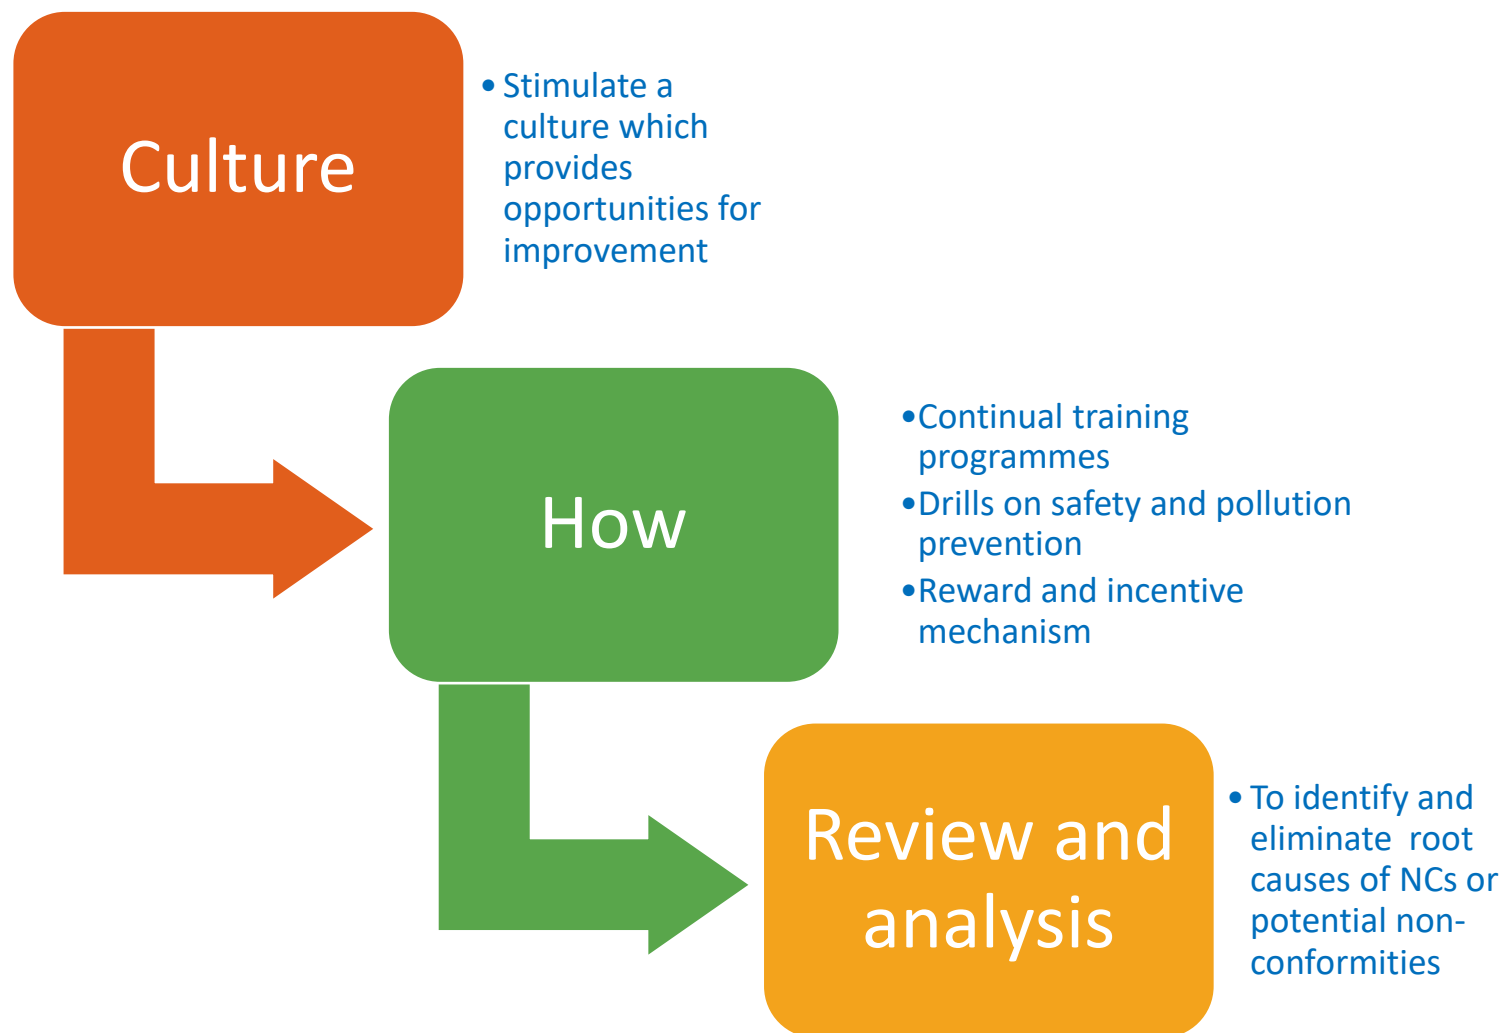 Culture
• Stimulate a
culture which
provides
opportunities for
improvement
How
•Continual training
programmes
•Drills on safety and pollution
prevention
•Reward and incentive
mechanism
Review and
analysis
• To identify and
eliminate  root
causes of NCs or
potential non-
conformities